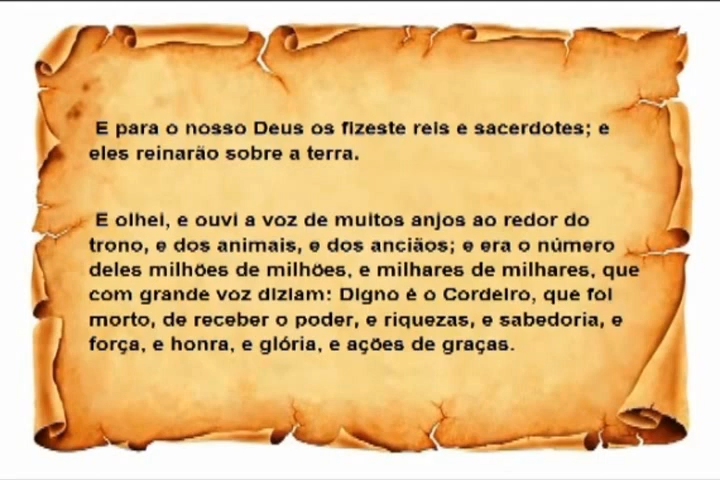 E para o nosso Deus os fizeste reis e sacerdotes; e
eles reinarão sobre a terra.
E olhei, e ouvi a voz de muitos anjos ao redor do
trono, e dos animais, e dos anciãos; e era o número
deles milhões de milhões, e milhares de milhares, que
com grande voz diziam: Digno é o Cordeiro, que foi
morto, de receber o poder, e riquezas, e sabedoria, e
força, e honra, e glória, e ações de graças.